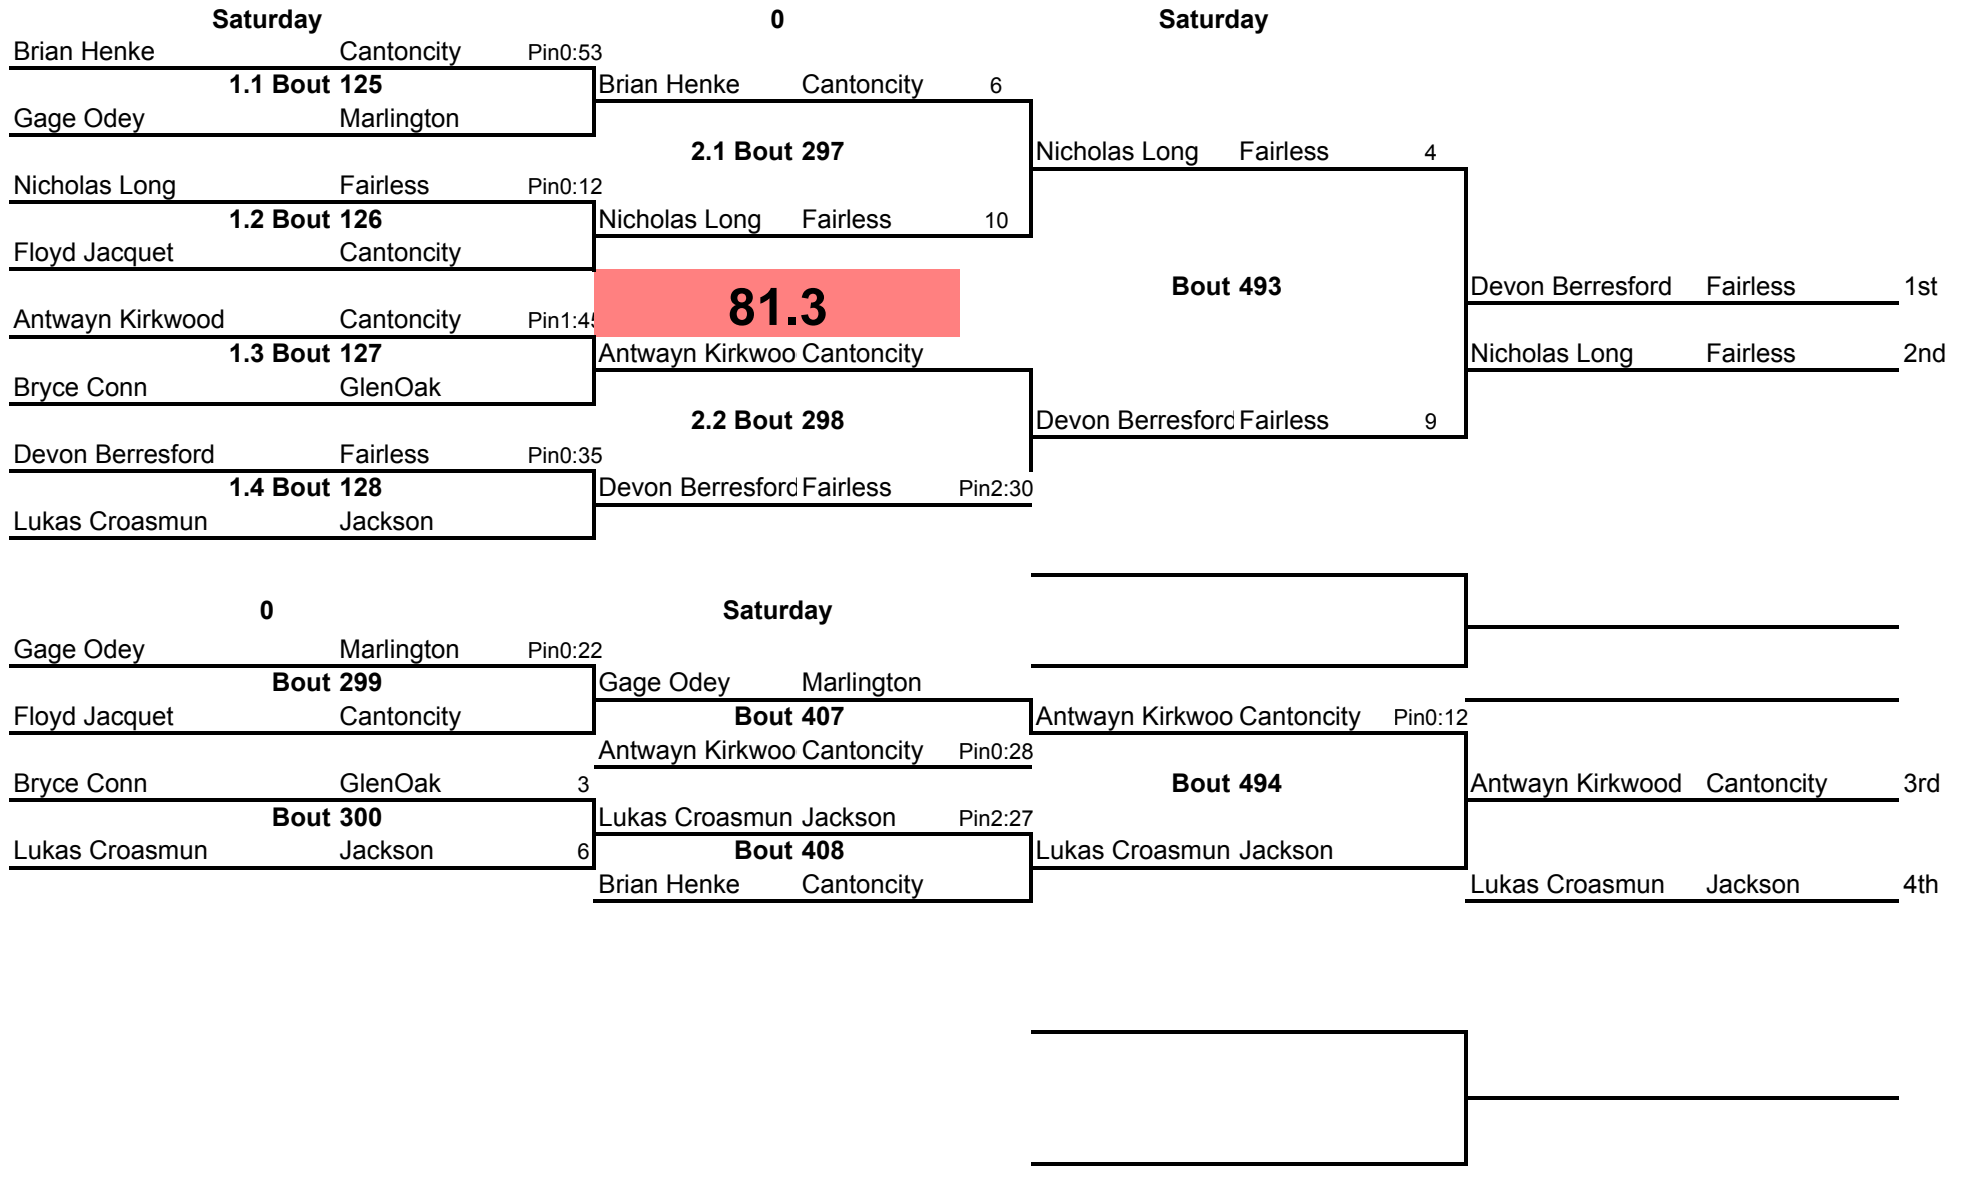 Saturday 0 Saturday
Brian Henke Cantoncity Pin0:53
1.1 Bout 125 Brian Henke Cantoncity 6
Gage Odey Marlington
2.1 Bout 297 Nicholas Long Fairless 4
Nicholas Long Fairless Pin0:12
1.2 Bout 126 Nicholas Long Fairless 10
Floyd Jacquet Cantoncity
81.3 Bout 493 Devon Berresford Fairless 1st
Antwayn Kirkwood Cantoncity Pin1:45
1.3 Bout 127 Antwayn Kirkwoo Cantoncity Nicholas Long Fairless 2nd
Bryce Conn GlenOak
2.2 Bout 298 Devon Berresford Fairless 9
Devon Berresford Fairless Pin0:35
1.4 Bout 128 Devon Berresford Fairless Pin2:30
Lukas Croasmun Jackson
0 Saturday
Gage Odey Marlington Pin0:22
Bout 299 Gage Odey Marlington
Floyd Jacquet Cantoncity Bout 407 Antwayn Kirkwoo Cantoncity Pin0:12
Antwayn Kirkwoo Cantoncity Pin0:28
Bryce Conn GlenOak 3 Bout 494 Antwayn Kirkwood Cantoncity 3rd
Bout 300 Lukas Croasmun Jackson Pin2:27
Lukas Croasmun Jackson 6 Bout 408 Lukas Croasmun Jackson
Brian Henke Cantoncity Lukas Croasmun Jackson 4th